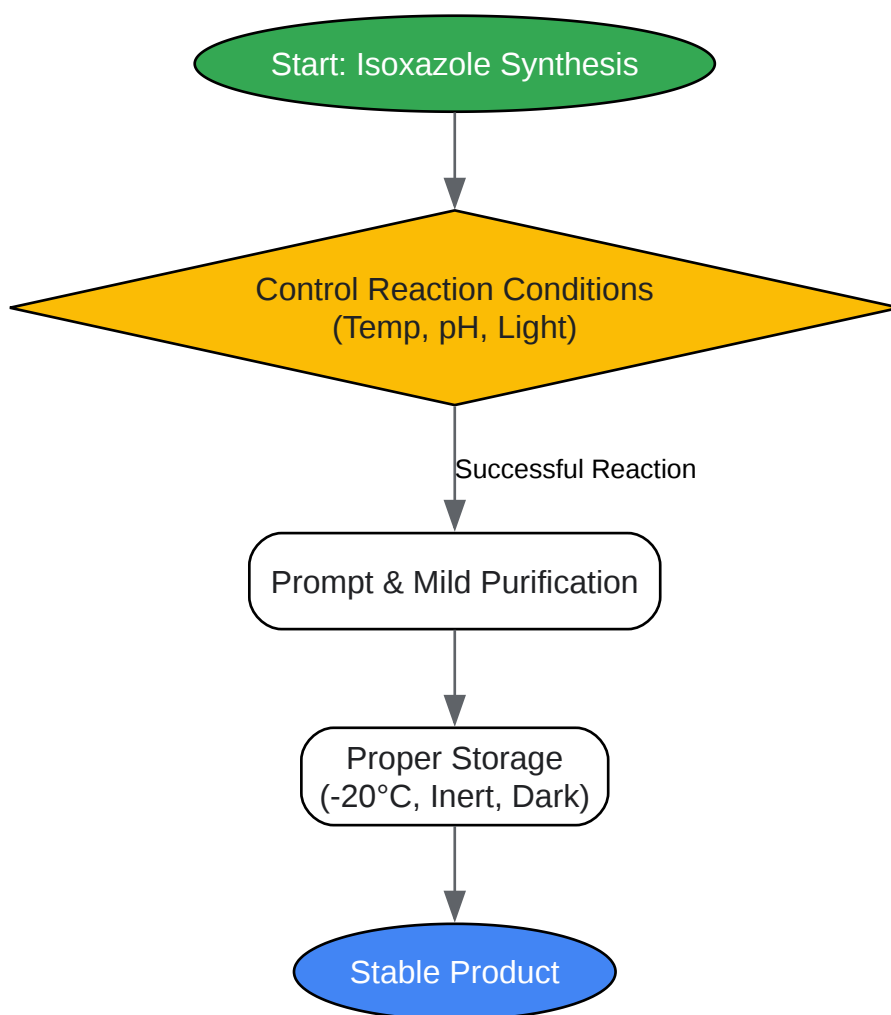 Start: Isoxazole Synthesis
Control Reaction Conditions
(Temp, pH, Light)
Successful Reaction
Prompt & Mild Purification
Proper Storage
(-20°C, Inert, Dark)
Stable Product